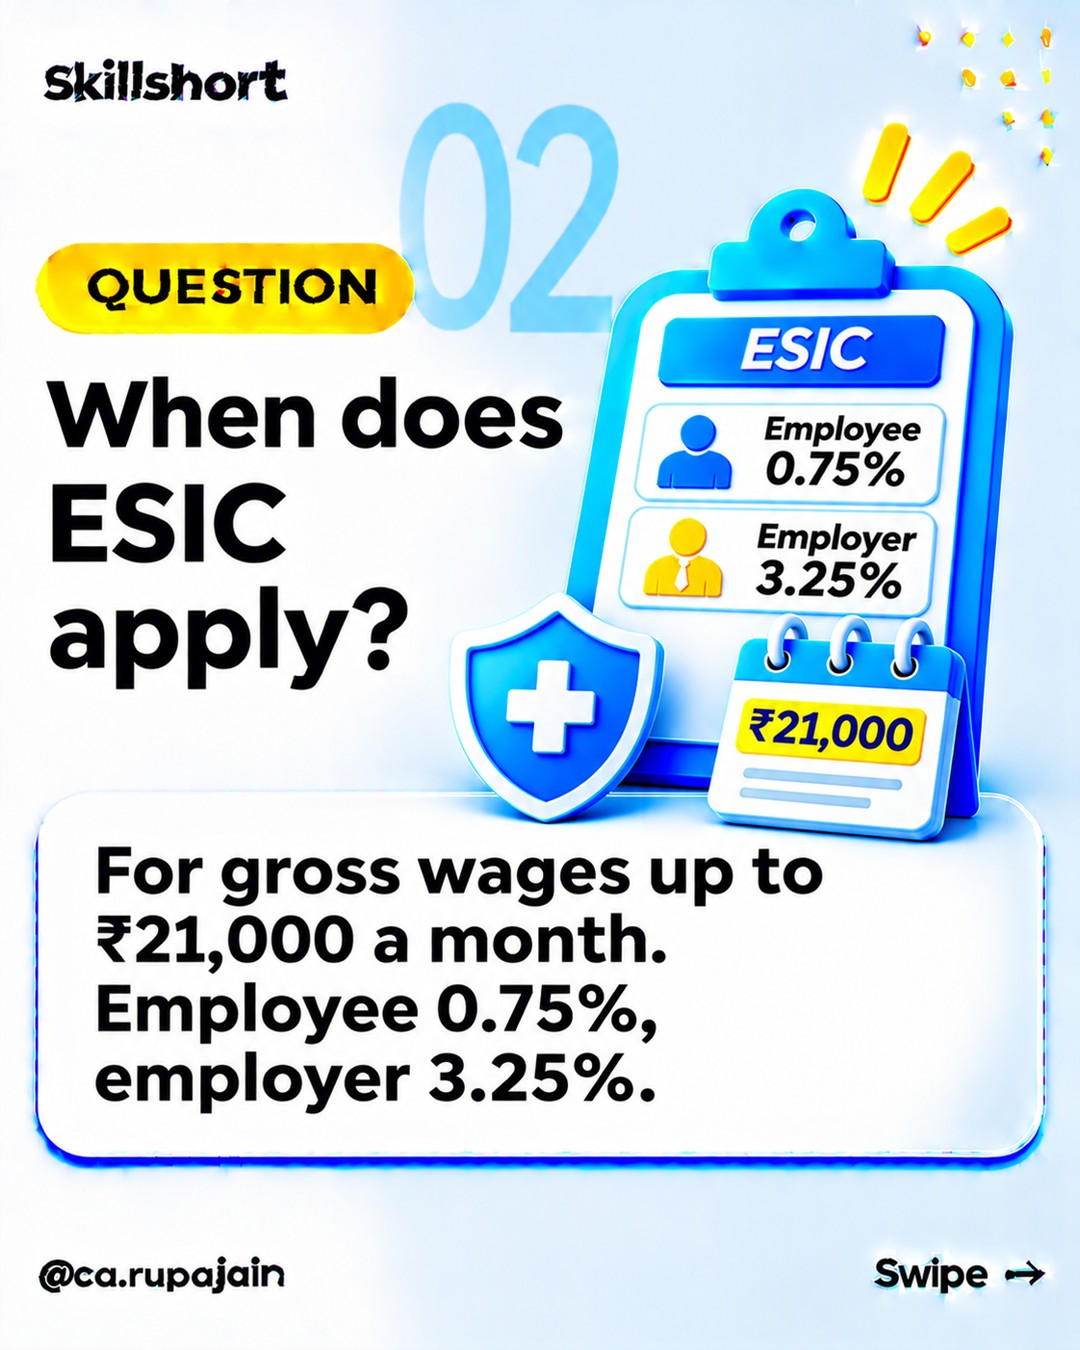 Skillshort
02
QUESTION
When does
ESIC
apply?
ESIC
Employee
0.75%
Employer
3.25%
₹21,000
For gross wages up to
₹21,000 a month.
Employee 0.75%,
employer 3.25%.
@ca.rupajain
Swipe →